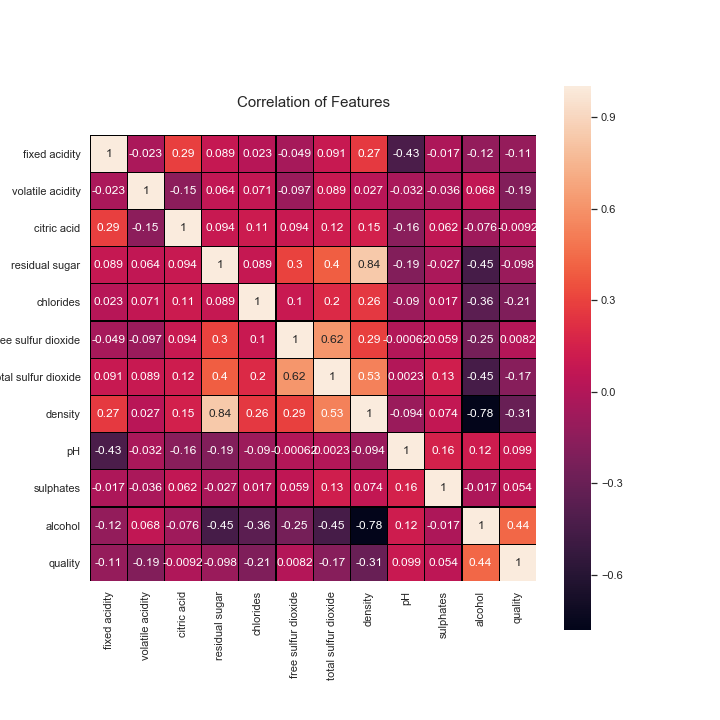 Correlation of Features
fixed acidity 1 -0.023 0.29 0.089 0.023 -0.049 0.091 0.27 -0.43 -0.017 -0.12 -0.11
volatile acidity -0.023 1 -0.15 0.064 0.071 -0.097 0.089 0.027 -0.032 -0.036 0.068 -0.19
citric acid 0.29 -0.15 1 0.094 0.11 0.094 0.12 0.15 -0.16 0.062 -0.076 -0.0092
residual sugar 0.089 0.064 0.094 1 0.089 0.3 0.4 0.84 -0.19 -0.027 -0.45 -0.098
chlorides 0.023 0.071 0.11 0.089 1 0.1 0.2 0.26 -0.09 0.017 -0.36 -0.21
ee sulfur dioxide -0.049 -0.097 0.094 0.3 0.1 1 0.62 0.29 -0.00062 0.059 -0.25 0.0082
otal sulfur dioxide 0.091 0.089 0.12 0.4 0.2 0.62 1 0.53 0.0023 0.13 -0.45 -0.17
density 0.27 0.027 0.15 0.84 0.26 0.29 0.53 1 -0.094 0.074 -0.78 -0.31
pH -0.43 -0.032 -0.16 -0.19 -0.09 -0.00062 0.0023 -0.094 1 0.16 0.12 0.099
sulphates -0.017 -0.036 0.062 -0.027 0.017 0.059 0.13 0.074 0.16 1 -0.017 0.054
alcohol -0.12 0.068 -0.076 -0.45 -0.36 -0.25 -0.45 -0.78 0.12 -0.017 1 0.44
quality -0.11 -0.19 -0.0092 -0.098 -0.21 0.0082 -0.17 -0.31 0.099 0.054 0.44 1
fixed acidity
volatile acidity
citric acid
residual sugar
chlorides
free sulfur dioxide
total sulfur dioxide
density
pH
sulphates
alcohol
quality
0.9
0.6
0.3
0.0
-0.3
-0.6